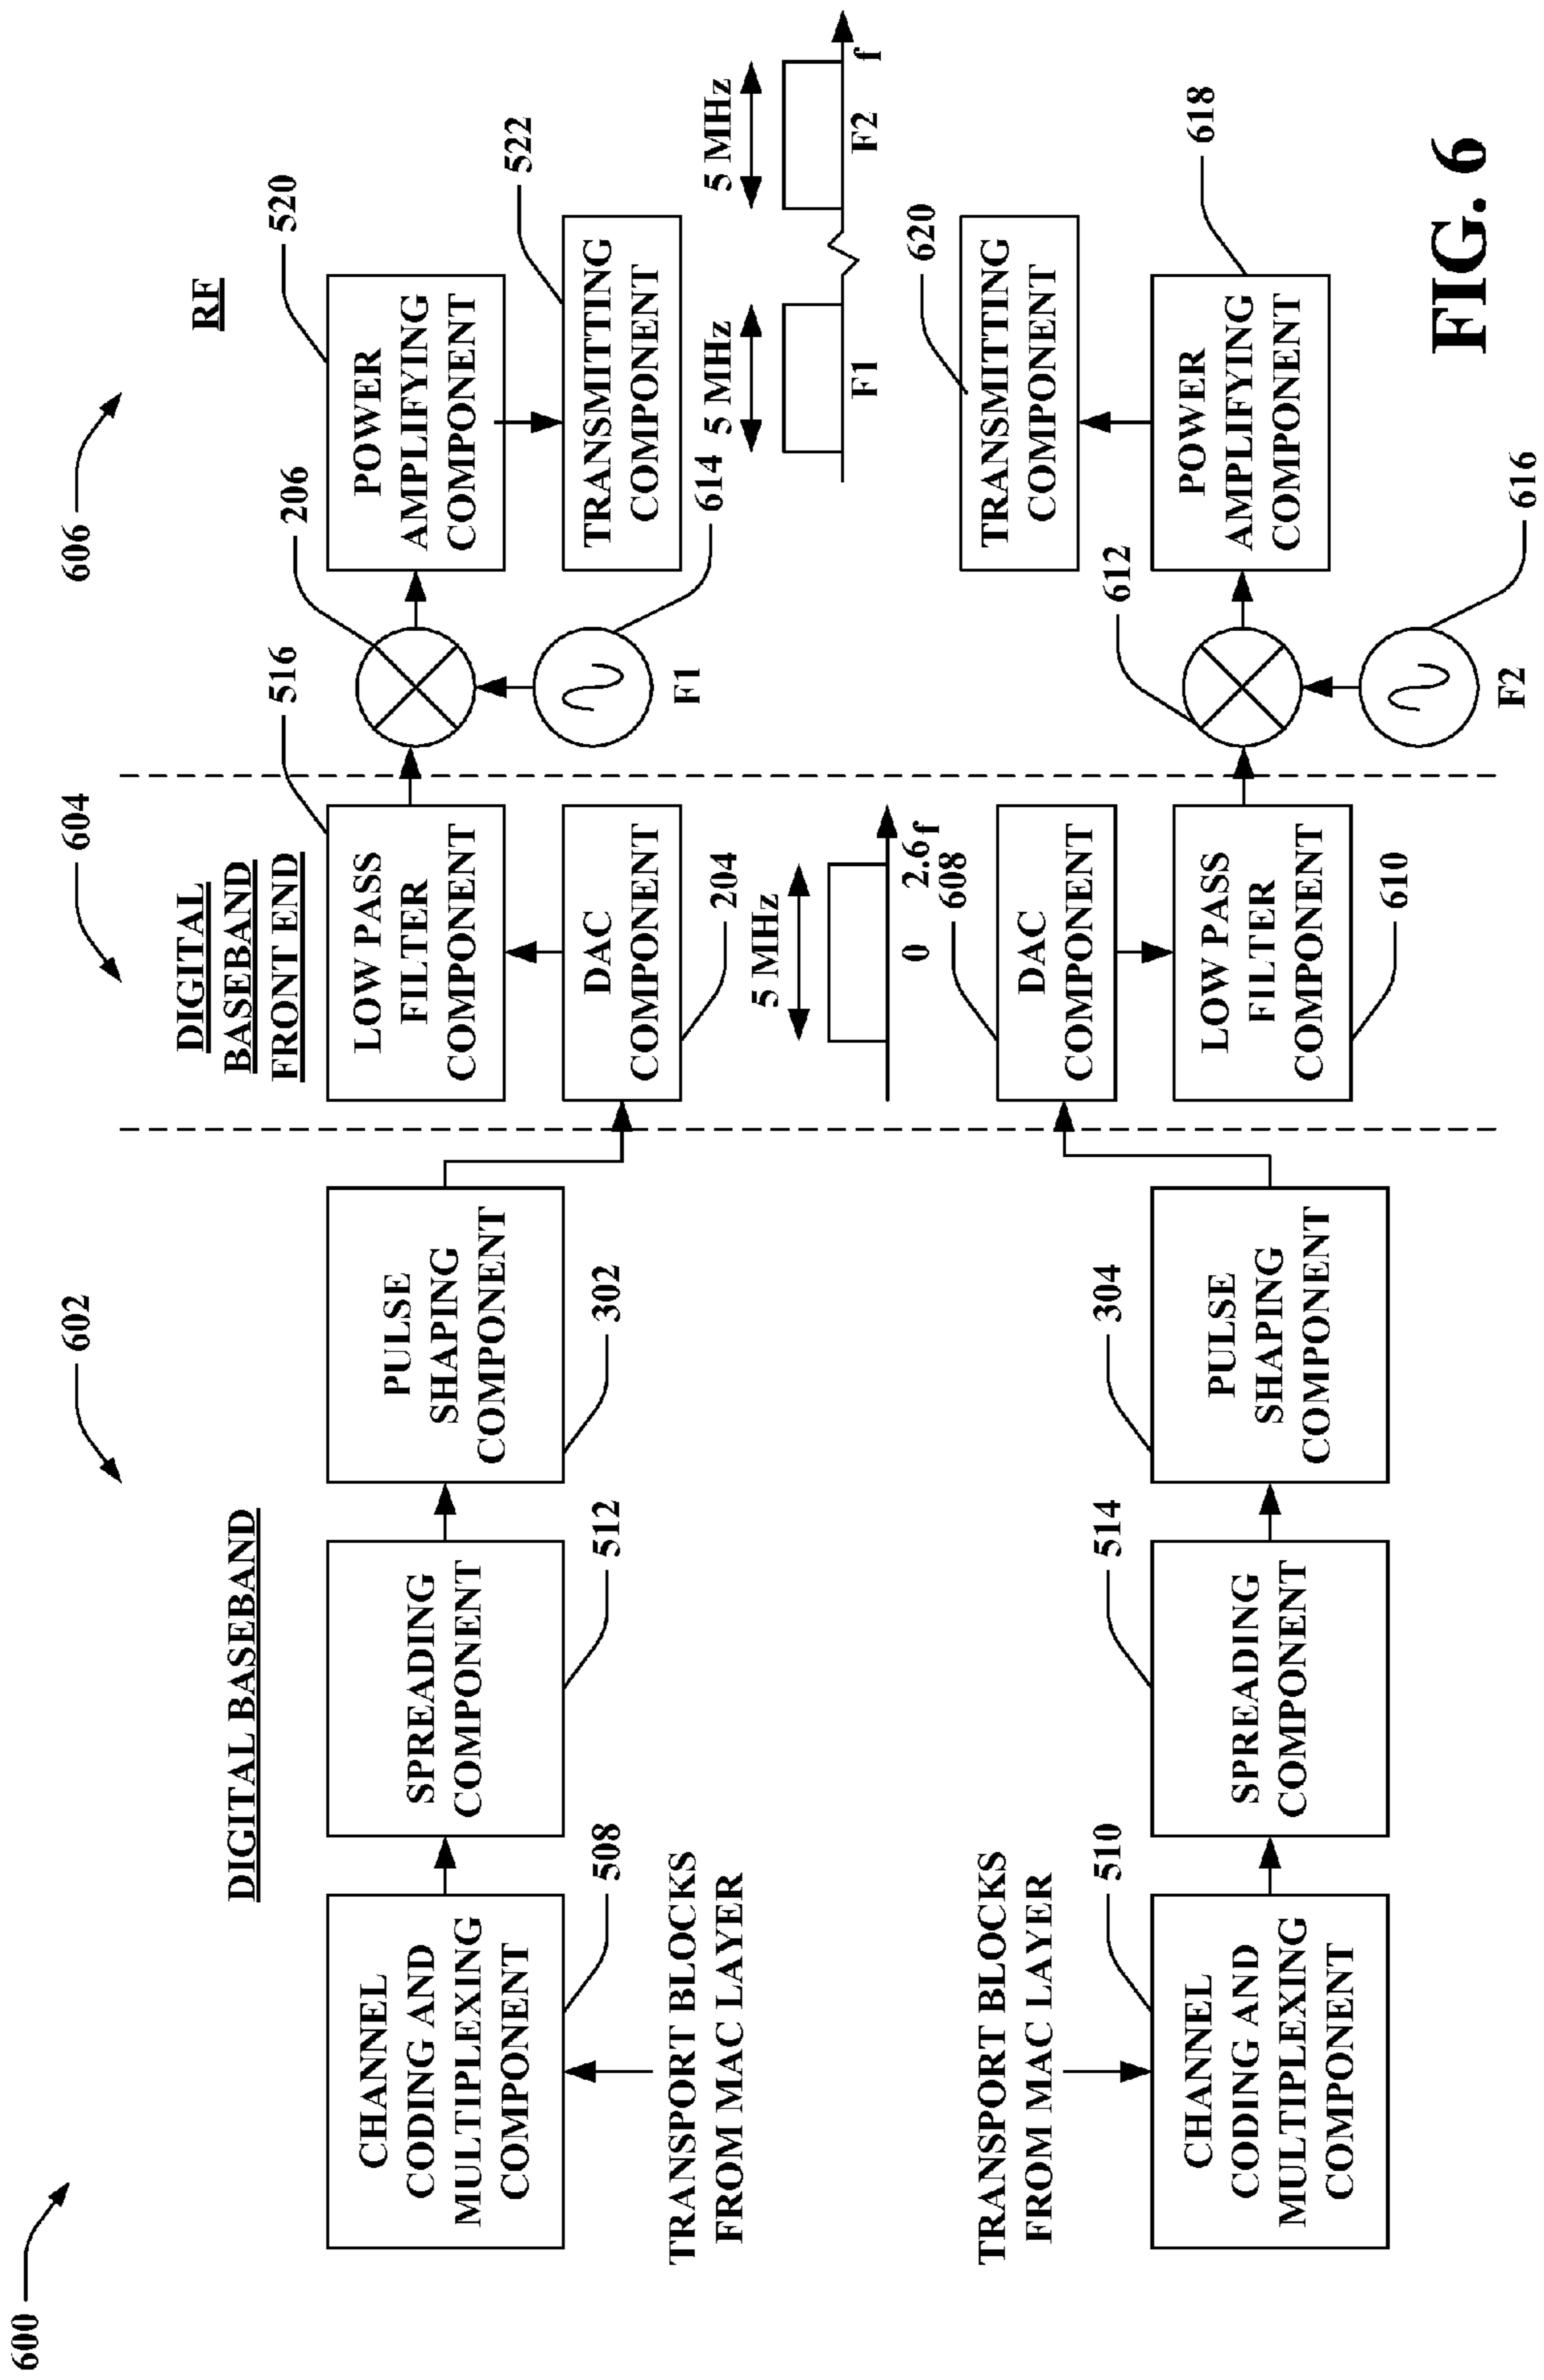 600
602
604
606
DIGITAL BASEBAND
DIGITAL
BASEBAND
FRONT END
RF
CHANNEL
CODING AND
MULTIPLEXING
COMPONENT
508
TRANSPORT BLOCKS
FROM MAC LAYER
SPREADING
COMPONENT
512
PULSE
SHAPING
COMPONENT
302
LOW PASS
FILTER
COMPONENT
516
DAC
COMPONENT
204
206
F1
614
POWER
AMPLIFYING
COMPONENT
520
TRANSMITTING
COMPONENT
522
5 MHz
0
2.6
f
5 MHz
F1
5 MHz
F2
f
TRANSPORT BLOCKS
FROM MAC LAYER
510
CHANNEL
CODING AND
MULTIPLEXING
COMPONENT
514
SPREADING
COMPONENT
304
PULSE
SHAPING
COMPONENT
608
DAC
COMPONENT
LOW PASS
FILTER
COMPONENT
610
612
F2
616
620
TRANSMITTING
COMPONENT
618
POWER
AMPLIFYING
COMPONENT
FIG. 6